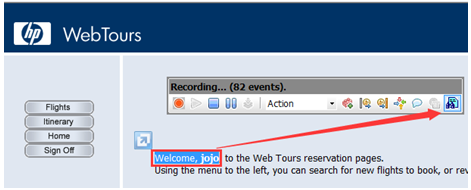 hp WebTours
Recording... (82 events).
Action
Flights
Itinerary
Home
Sign Off
Welcome, jojo to the Web Tours reservation pages.
Using the menu to the left, you can search for new flights to book, or rev